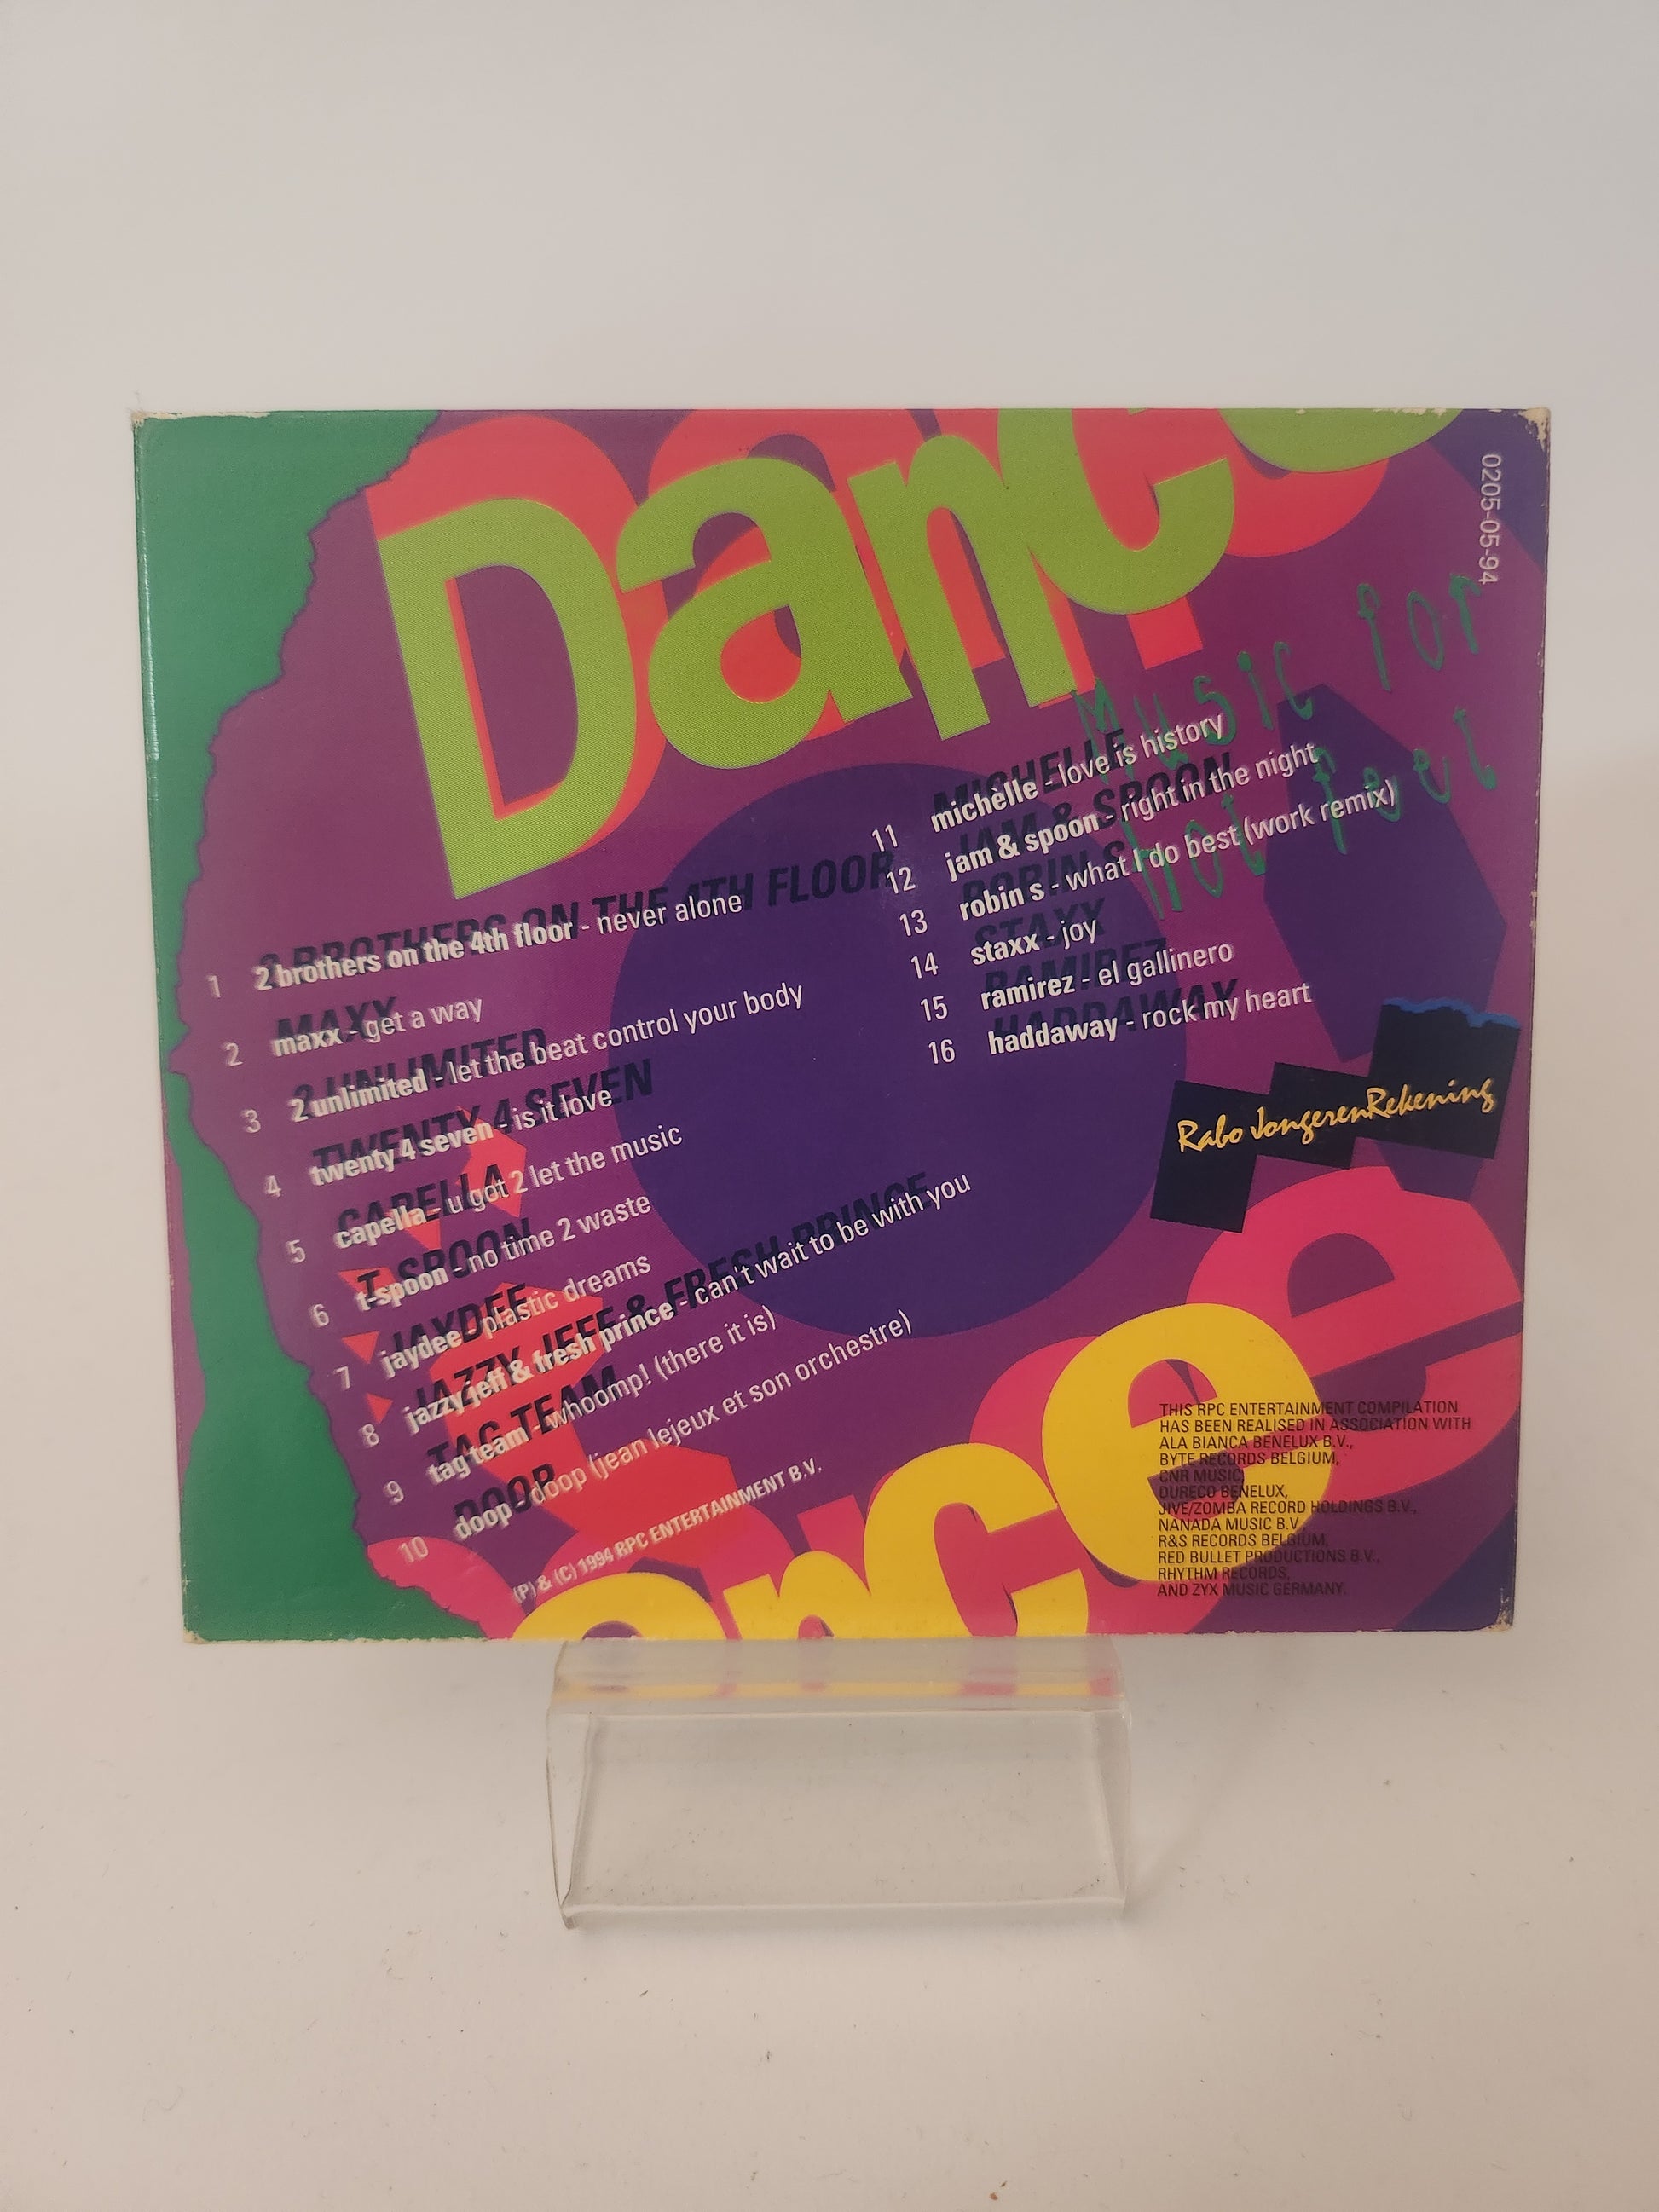 Dance
0205-05-94
Music for
hot feet
1 2 brothers on the 4th floor - never alone
2 maxx - get a way
3 2 unlimited - let the beat control your body
4 twenty 4 seven - is it love
5 capella - u got 2 let the music
6 t-spoon - no time 2 waste
7 jaydee - plastic dreams
8 jazzy jeff & fresh prince - can't wait to be with you
9 tag team - whoomp! (there it is)
10 doop - doop (jean lejeux et son orchestre)
2 BROTHERS ON THE 4TH FLOOR
MAXX
2 UNLIMITED
TWENTY 4 SEVEN
CAPELLA
T-SPOON
JAYDEE
JAZZY JEFF & FRESH PRINCE
TAG TEAM
DOOP
11 michèlle - love is history
12 jam & spoon - right in the night
13 robin s - what I do best (work remix)
14 staxx - joy
15 ramirez - el gallinero
16 haddaway - rock my heart
MICHELLE
JAM & SPOON
ROBIN S
STAXX
RAMIREZ
HADDAWAY
Rabo JongerenRekening
(P) & (C) 1994 RPC ENTERTAINMENT B.V.
ance
THIS RPC ENTERTAINMENT COMPILATION
HAS BEEN REALISED IN ASSOCIATION WITH
ALA BIANCA BENELUX B.V.,
BYTE RECORDS BELGIUM,
CNR MUSIC,
DURECO BENELUX,
JIVE/ZOMBA RECORD HOLDINGS B.V.,
NANADA MUSIC B.V.,
R&S RECORDS BELGIUM,
RED BULLET PRODUCTIONS B.V.,
RHYTHM RECORDS,
AND ZYX MUSIC GERMANY.